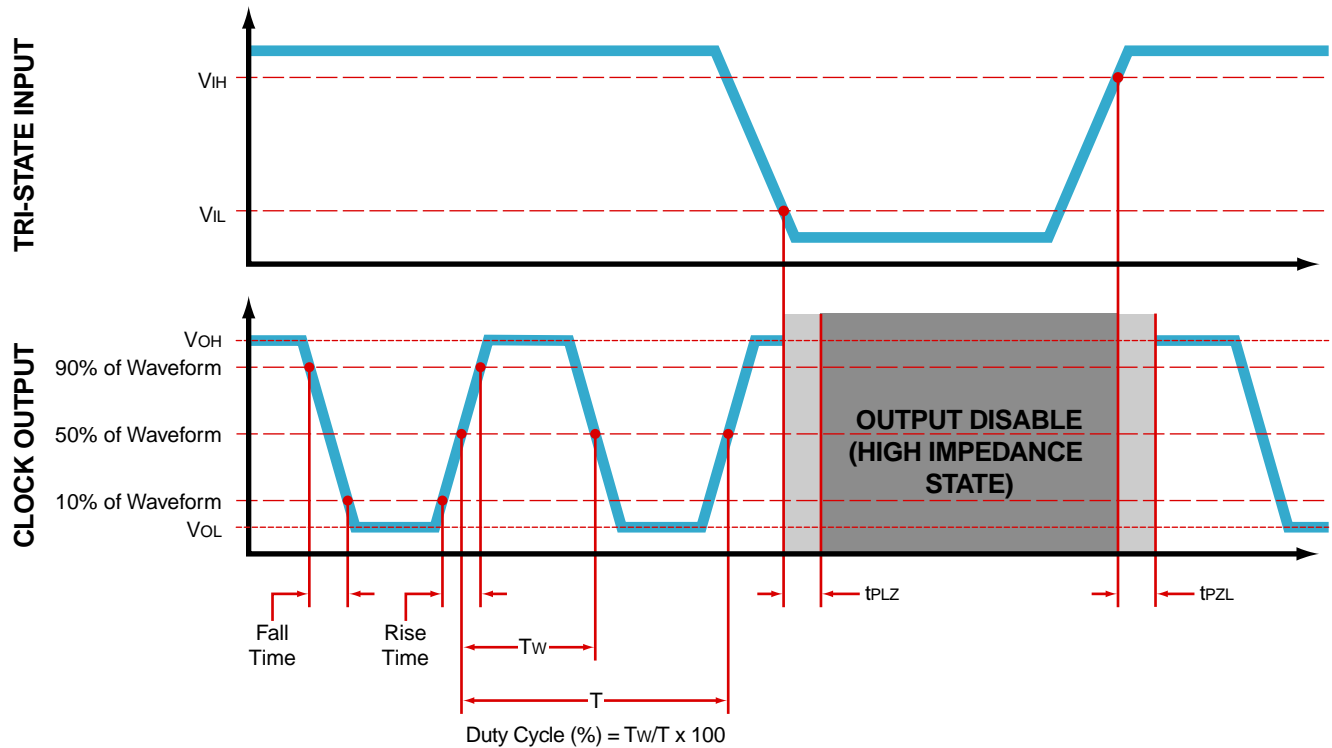 TRI-STATE INPUT
VIH
VIL
CLOCK OUTPUT
VOH
90% of Waveform
50% of Waveform
10% of Waveform
VOL
OUTPUT DISABLE
(HIGH IMPEDANCE
STATE)
tPLZ
tPZL
Fall
Time
Rise
Time
TW
T
Duty Cycle (%) = TW/T x 100